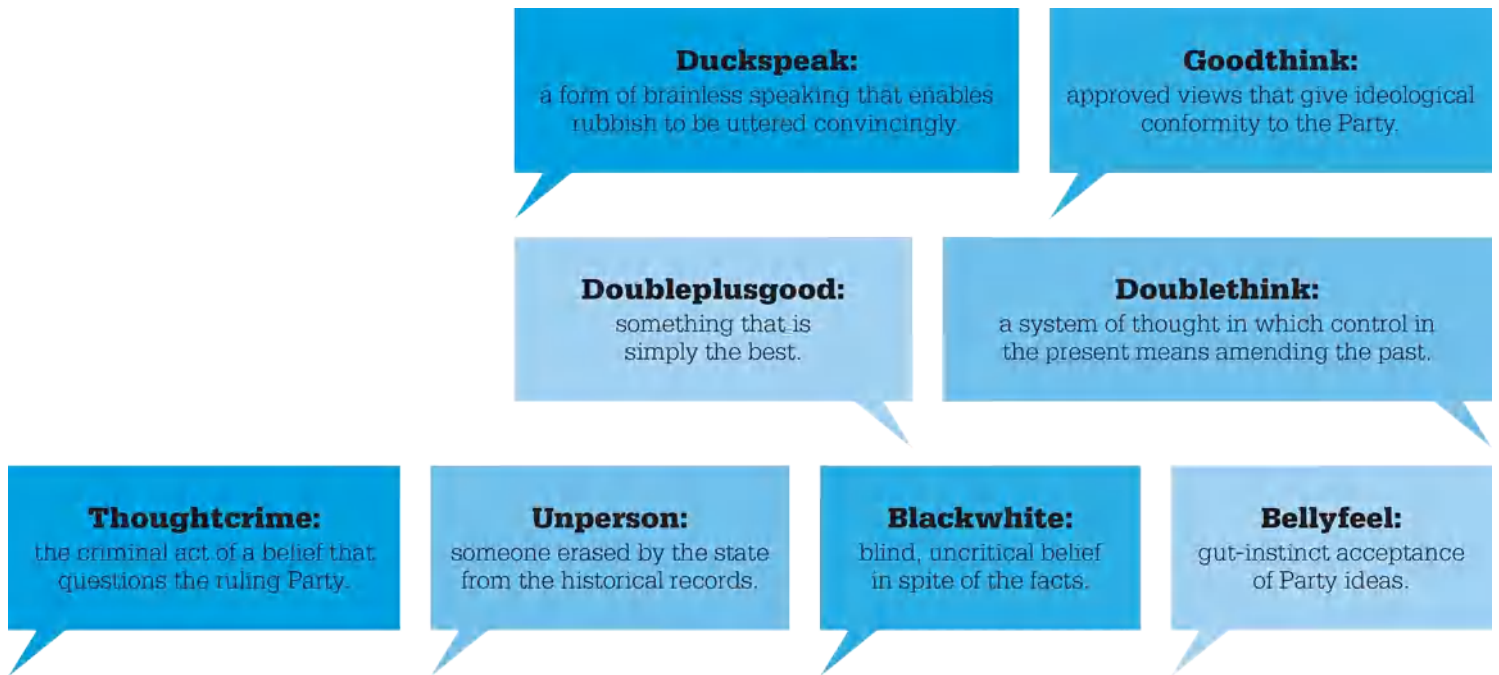 Duckspeak:
a form of brainless speaking that enables
rubbish to be uttered convincingly.
Goodthink:
approved views that give ideological
conformity to the Party.
Doubleplusgood:
something that is
simply the best.
Doublethink:
a system of thought in which control in
the present means amending the past.
Thoughtcrime:
the criminal act of a belief that
questions the ruling Party.
Unperson:
someone erased by the state
from the historical records.
Blackwhite:
blind, uncritical belief
in spite of the facts.
Bellyfeel:
gut-instinct acceptance
of Party ideas.